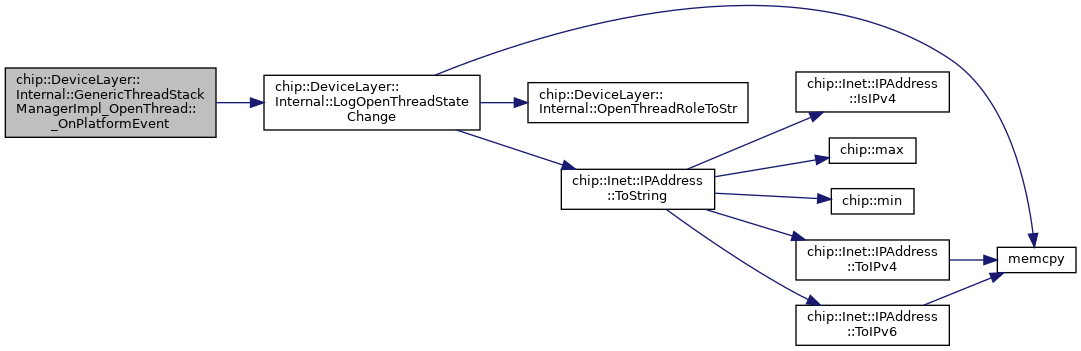 chip::DeviceLayer::
Internal::GenericThreadStack
ManagerImpl_OpenThread::
_OnPlatformEvent
chip::DeviceLayer::
Internal::LogOpenThreadState
Change
chip::DeviceLayer::
Internal::OpenThreadRoleToStr
chip::Inet::IPAddress
::ToString
chip::Inet::IPAddress
::IsIPv4
chip::max
chip::min
chip::Inet::IPAddress
::ToIPv4
chip::Inet::IPAddress
::ToIPv6
memcpy